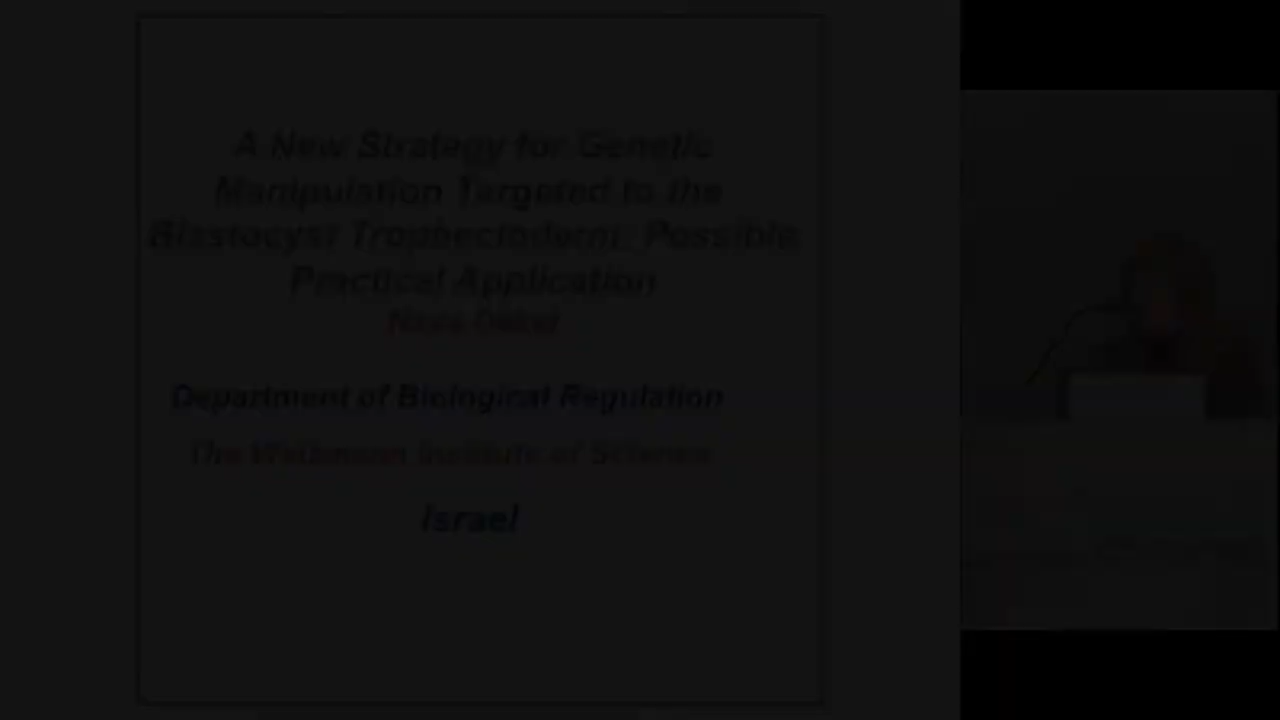 A New Strategy for Genetic
Manipulation Targeted to the
Blastocyst Trophectoderm: Possible
Practical Application
Nava Dekel
Department of Biological Regulation
The Weizmann Institute of Science
Israel